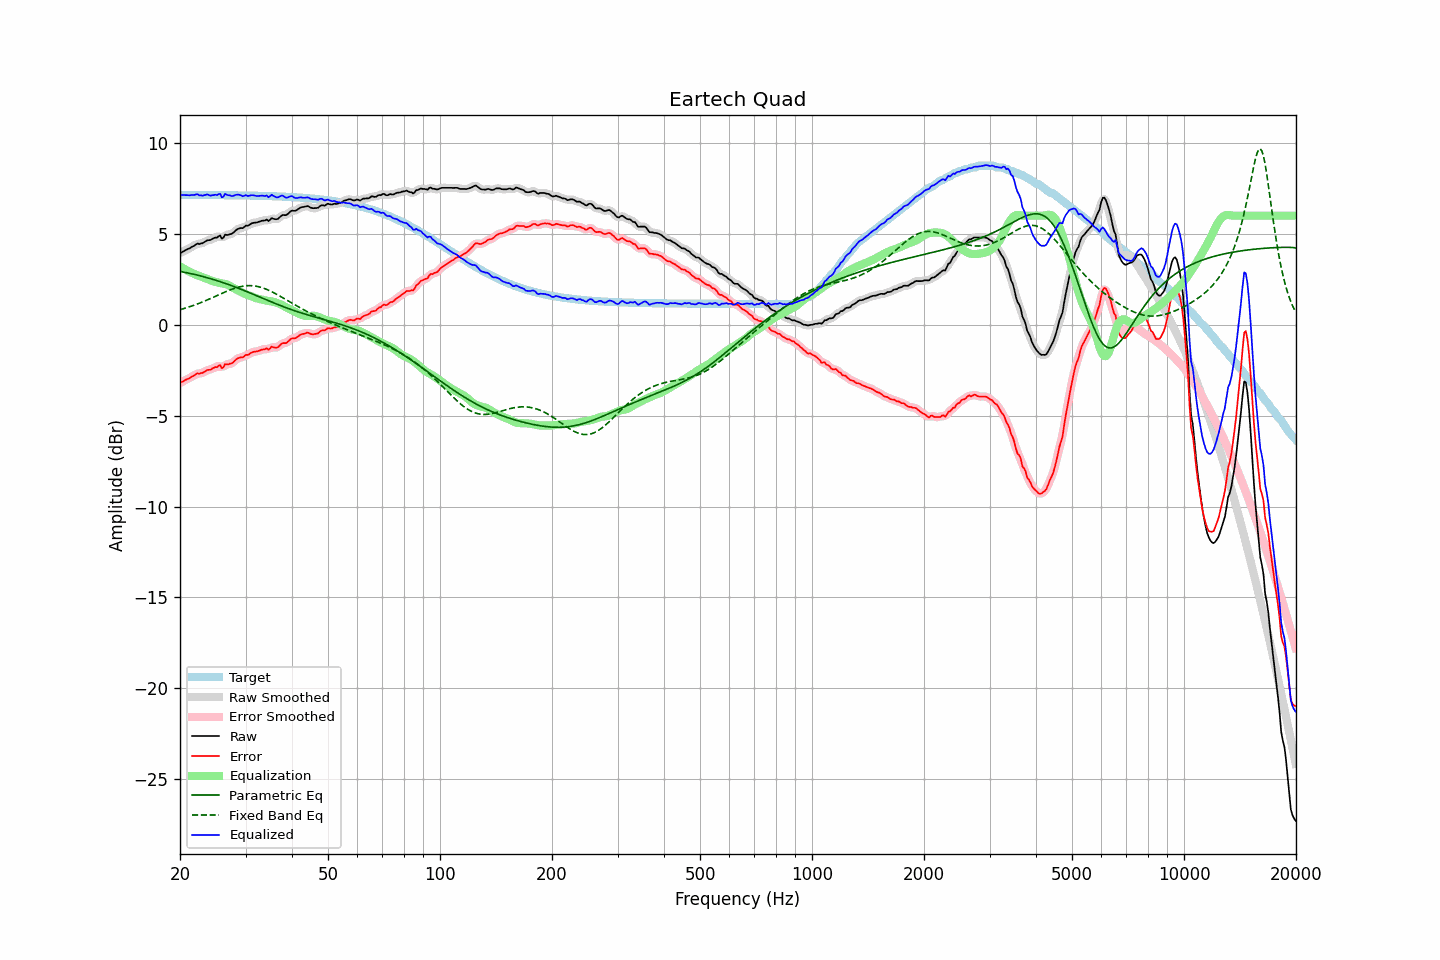 Eartech Quad
10
5
0
−5
−10
−15
−20
−25
Amplitude (dBr)
Target
Raw Smoothed
Error Smoothed
Raw
Error
Equalization
Parametric Eq
Fixed Band Eq
Equalized
20 50 100 200 500 1000 2000 5000 10000 20000
Frequency (Hz)